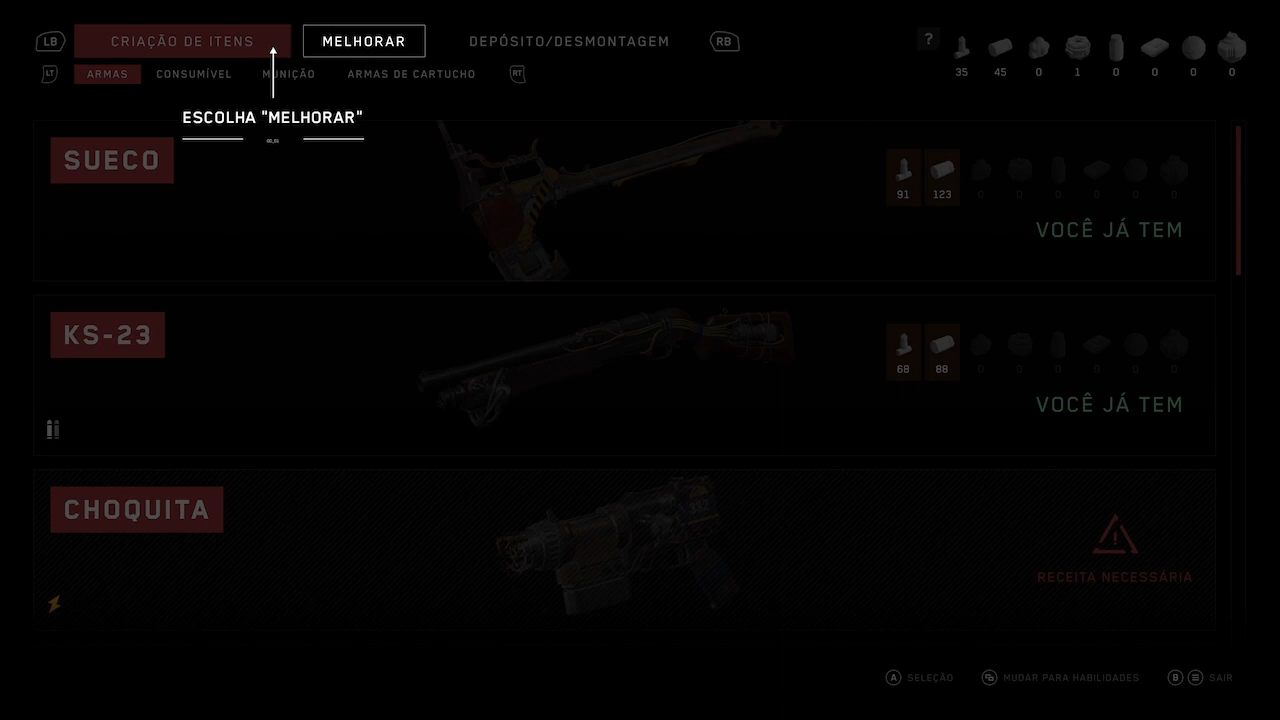 LB CRIAÇÃO DE ITENS MELHORAR DEPÓSITO/DESMONTAGEM RB ?
LT ARMAS CONSUMÍVEL MUNIÇÃO ARMAS DE CARTUCHO RT
35 45 0 1 0 0 0 0
ESCOLHA "MELHORAR"
SUECO
91 123 0 0 0 0 0 0
VOCÊ JÁ TEM
KS-23
68 88 0 0 0 0 0 0
VOCÊ JÁ TEM
CHOQUITA
RECEITA NECESSÁRIA
A SELEÇÃO MUDAR PARA HABILIDADES B SAIR